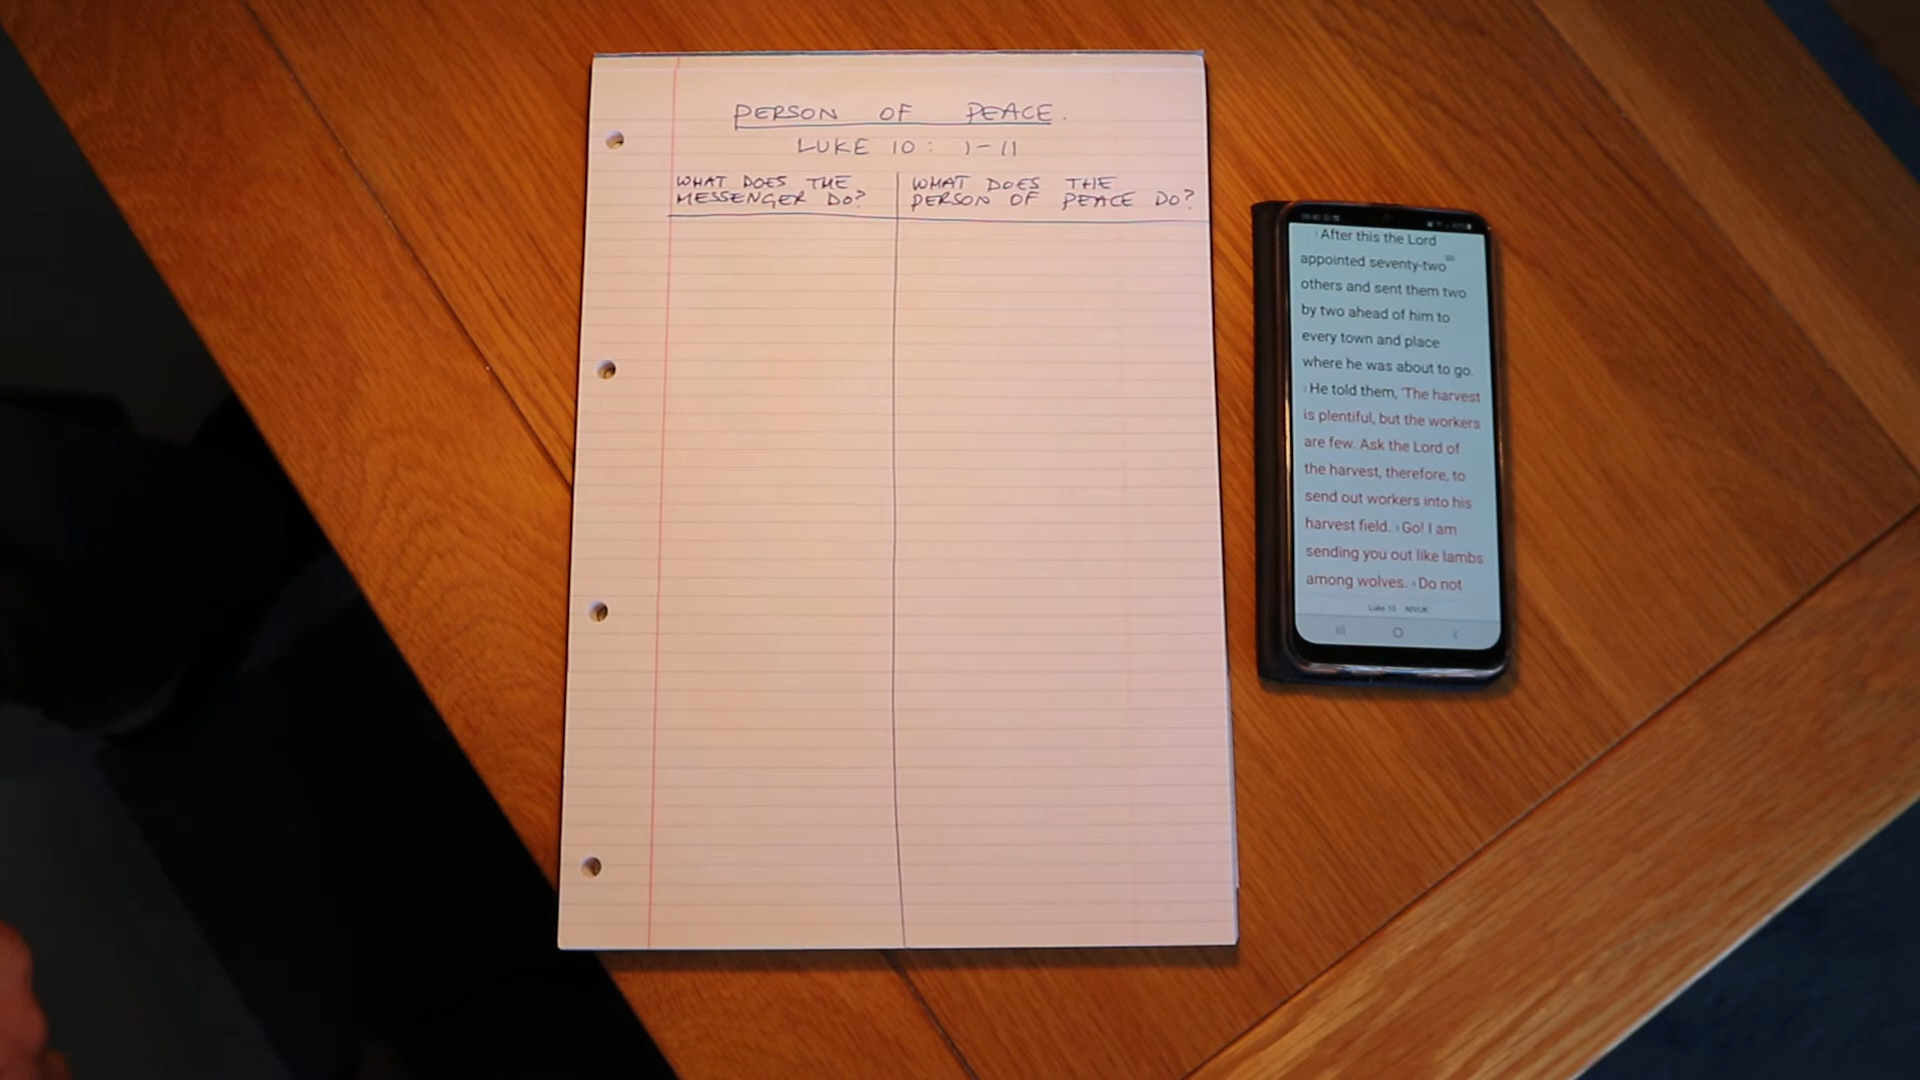 PERSON OF PEACE.
LUKE 10: 1-11
WHAT DOES THE
MESSENGER DO?
WHAT DOES THE
PERSON OF PEACE DO?
After this the Lord
appointed seventy-two
others and sent them two
by two ahead of him to
every town and place
where he was about to go.
He told them, 'The harvest
is plentiful, but the workers
are few. Ask the Lord of
the harvest, therefore, to
send out workers into his
harvest field. Go! I am
sending you out like lambs
among wolves. Do not
Luke 10 NIVUK